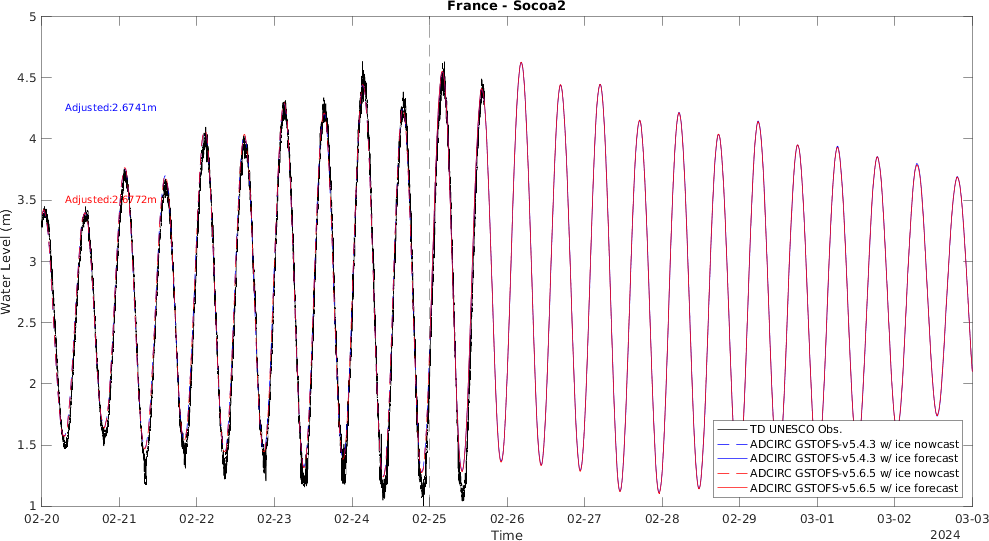 France - Socoa2
5
4.5
4
3.5
3
2.5
2
1.5
1
Water Level (m)
Adjusted:2.6741m
Adjusted:2.6772m
TD UNESCO Obs.
ADCIRC GSTOFS-v5.4.3 w/ ice nowcast
ADCIRC GSTOFS-v5.4.3 w/ ice forecast
ADCIRC GSTOFS-v5.6.5 w/ ice nowcast
ADCIRC GSTOFS-v5.6.5 w/ ice forecast
02-20 02-21 02-22 02-23 02-24 02-25 02-26 02-27 02-28 02-29 03-01 03-02 03-03
Time
2024